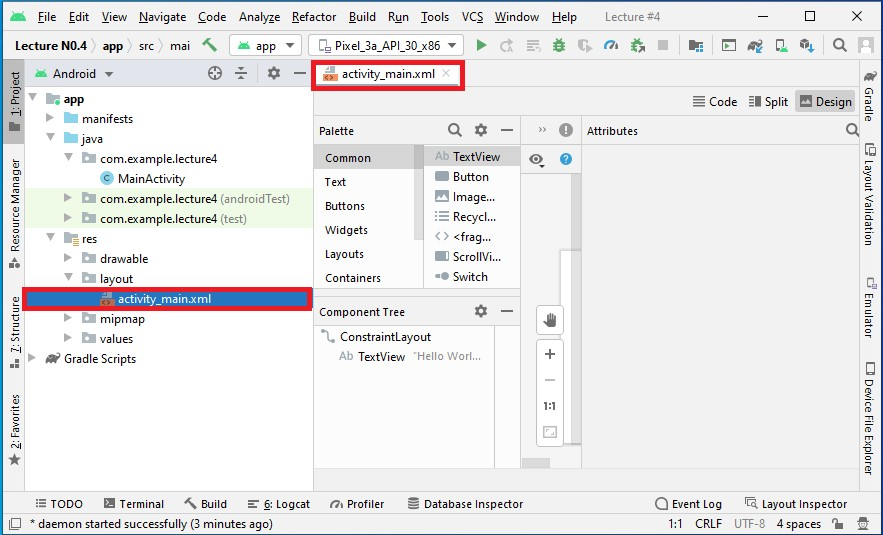 File Edit View Navigate Code Analyze Refactor Build Run Tools VCS Window Help Lecture #4
Lecture N0.4 app src mai app Pixel_3a_API_30_x86
1: Project
Resource Manager
7: Structure
2: Favorites
Android
app
manifests
java
com.example.lecture4
MainActivity
com.example.lecture4 (androidTest)
com.example.lecture4 (test)
res
drawable
layout
activity_main.xml
mipmap
values
Gradle Scripts
activity_main.xml
Code Split Design
Palette
Common
Text
Buttons
Widgets
Layouts
Containers
Ab TextView
Button
Image...
Recycl...
<frag...
ScrollVi...
Switch
Component Tree
ConstraintLayout
Ab TextView "Hello Worl...
1:1
Attributes
Gradle
Layout Validation
Emulator
Device File Explorer
TODO Terminal Build 6: Logcat Profiler Database Inspector Event Log Layout Inspector
* daemon started successfully (3 minutes ago) 1:1 CRLF UTF-8 4 spaces